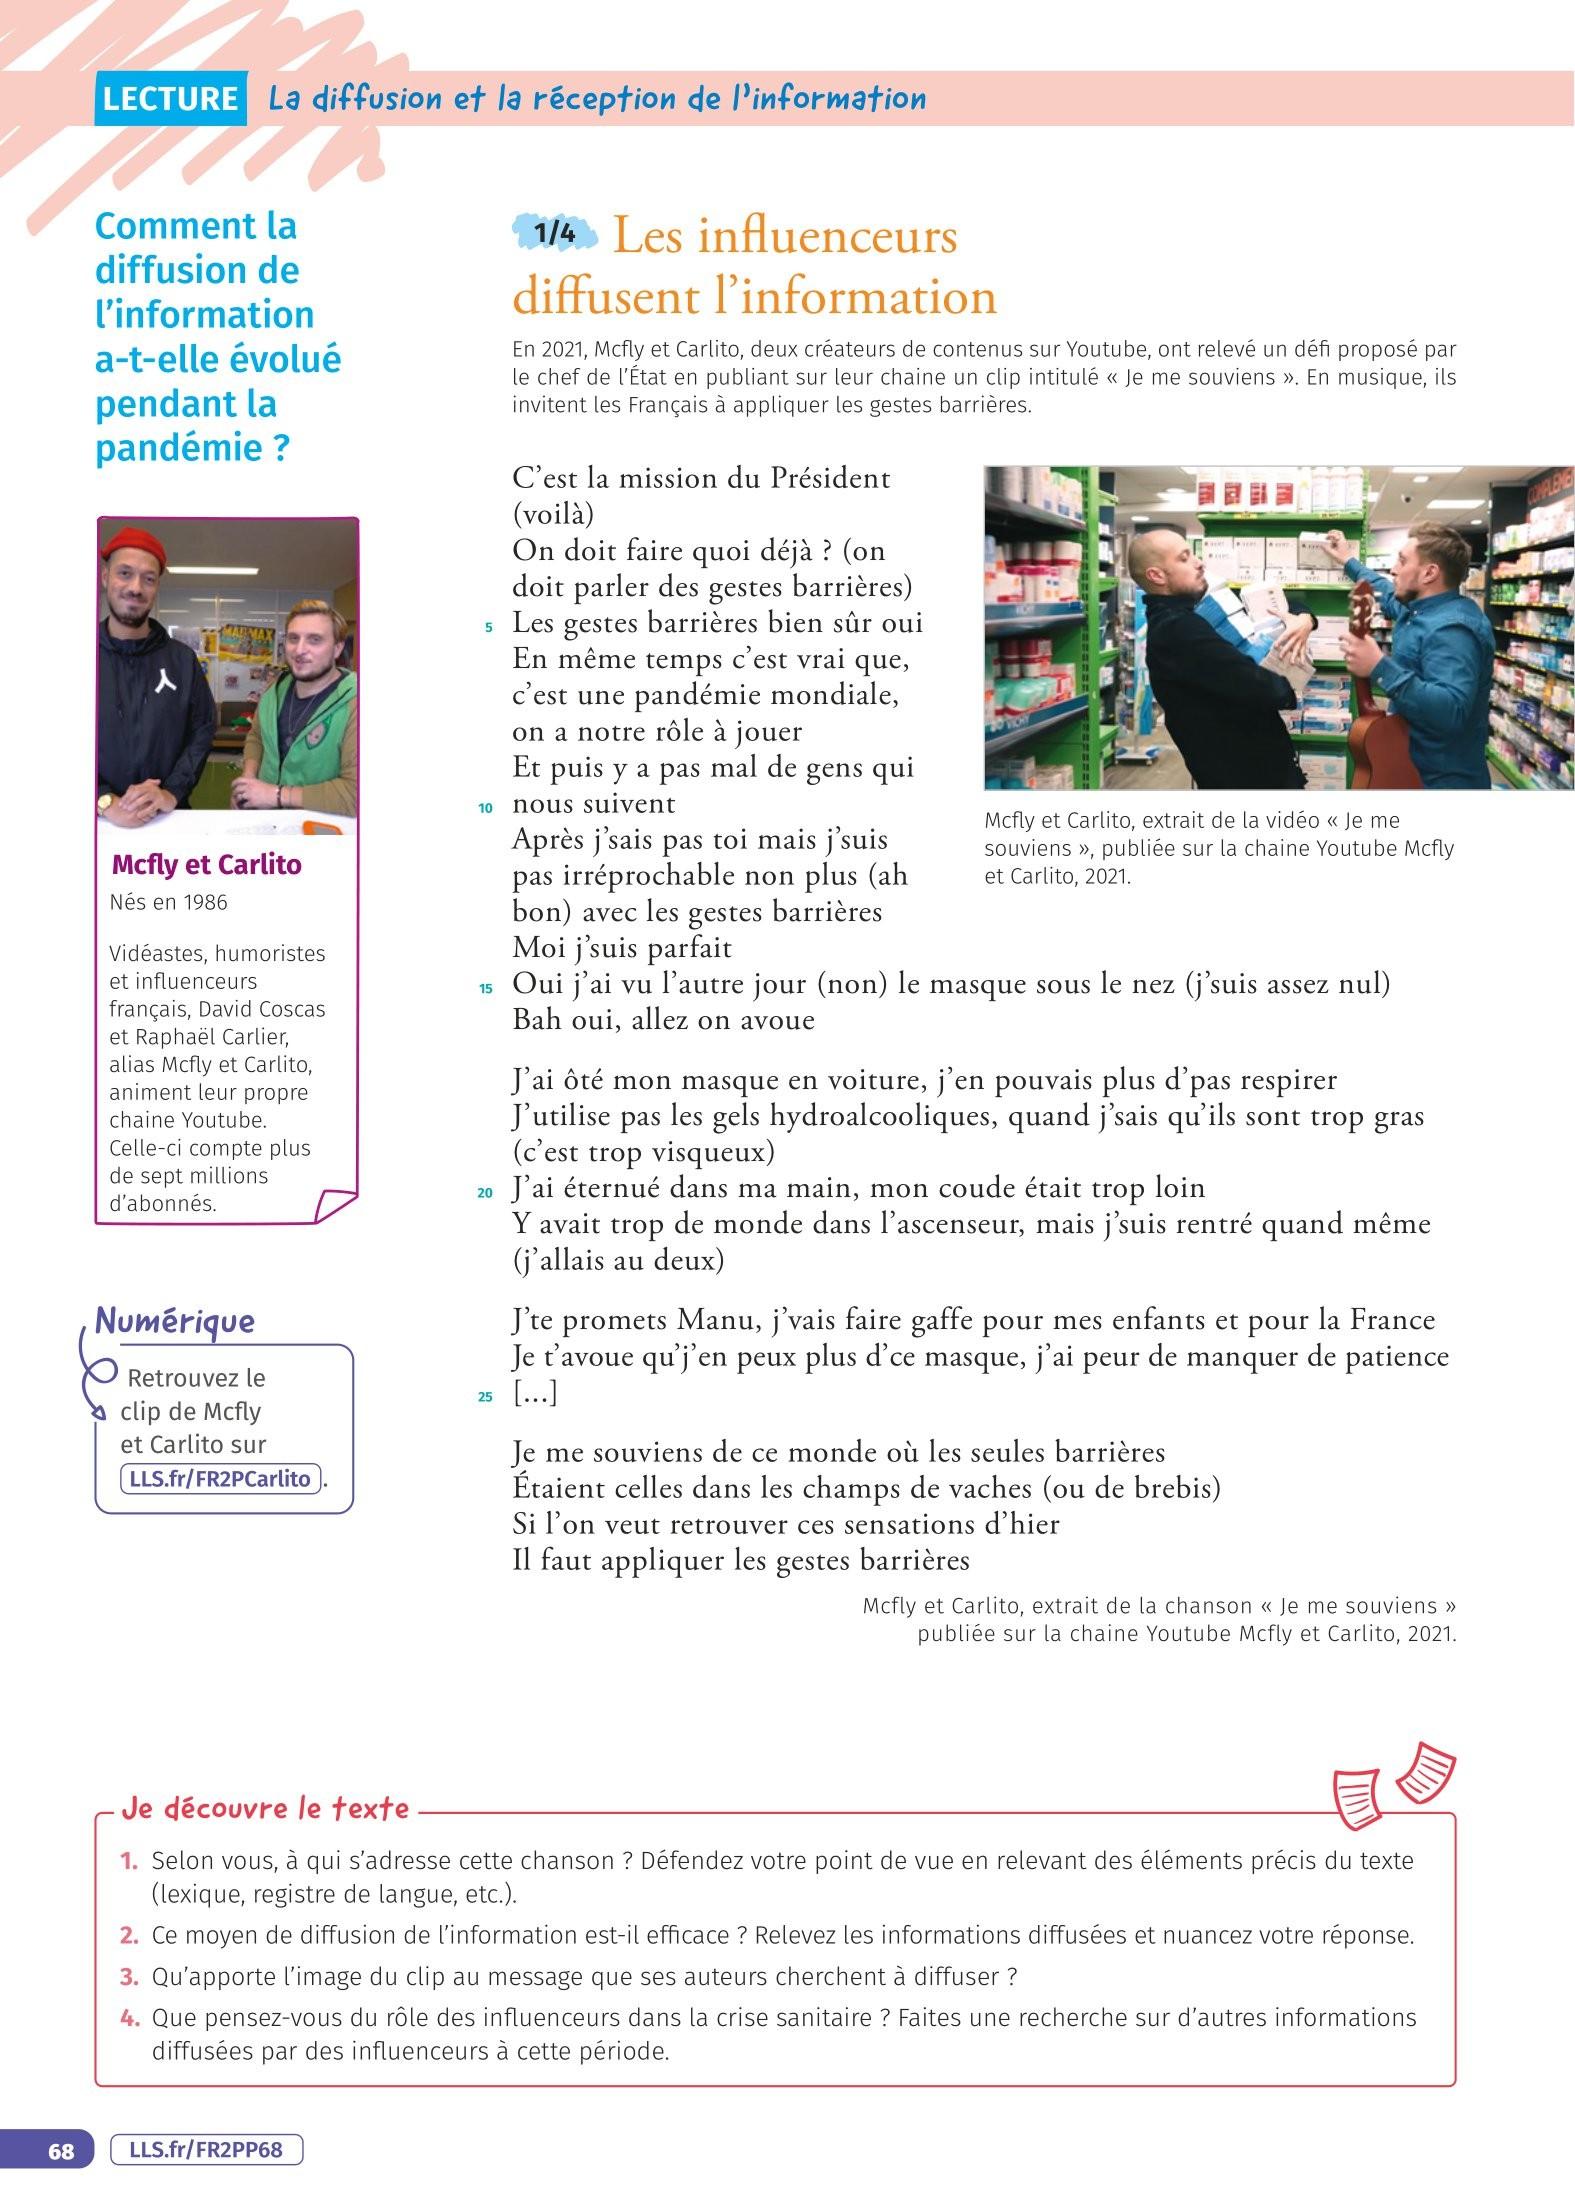 LECTURE La diffusion et la réception de l'information
Comment la
diffusion de
l'information
a-t-elle évolué
pendant la
pandémie ?
MAD MAX
Mcfly et Carlito
Nés en 1986
Vidéastes, humoristes
et influenceurs
français, David Coscas
et Raphaël Carlier,
alias Mcfly et Carlito,
animent leur propre
chaine Youtube.
Celle-ci compte plus
de sept millions
d'abonnés.
Numérique
Retrouvez le
clip de Mcfly
et Carlito sur
LLS.fr/FR2PCarlito .
1/4 Les influenceurs
diffusent l'information
En 2021, Mcfly et Carlito, deux créateurs de contenus sur Youtube, ont relevé un défi proposé par
le chef de l'État en publiant sur leur chaine un clip intitulé « Je me souviens ». En musique, ils
invitent les Français à appliquer les gestes barrières.
C'est la mission du Président
(voilà)
On doit faire quoi déjà ? (on
doit parler des gestes barrières)
5 Les gestes barrières bien sûr oui
En même temps c'est vrai que,
c'est une pandémie mondiale,
on a notre rôle à jouer
Et puis y a pas mal de gens qui
10 nous suivent
Après j'sais pas toi mais j'suis
pas irréprochable non plus (ah
bon) avec les gestes barrières
Moi j'suis parfait
15 Oui j'ai vu l'autre jour (non) le masque sous le nez (j'suis assez nul)
Bah oui, allez on avoue
J'ai ôté mon masque en voiture, j'en pouvais plus d'pas respirer
J'utilise pas les gels hydroalcooliques, quand j'sais qu'ils sont trop gras
(c'est trop visqueux)
20 J'ai éternué dans ma main, mon coude était trop loin
Y avait trop de monde dans l'ascenseur, mais j'suis rentré quand même
(j'allais au deux)
J'te promets Manu, j'vais faire gaffe pour mes enfants et pour la France
Je t'avoue qu'j'en peux plus d'ce masque, j'ai peur de manquer de patience
25 [...]
Je me souviens de ce monde où les seules barrières
Étaient celles dans les champs de vaches (ou de brebis)
Si l'on veut retrouver ces sensations d'hier
Il faut appliquer les gestes barrières
Mcfly et Carlito, extrait de la chanson « Je me souviens »
publiée sur la chaine Youtube Mcfly et Carlito, 2021.
VICHY
Mcfly et Carlito, extrait de la vidéo « Je me
souviens », publiée sur la chaine Youtube Mcfly
et Carlito, 2021.
Je découvre le texte
1. Selon vous, à qui s'adresse cette chanson ? Défendez votre point de vue en relevant des éléments précis du texte
(lexique, registre de langue, etc.).
2. Ce moyen de diffusion de l'information est-il efficace ? Relevez les informations diffusées et nuancez votre réponse.
3. Qu'apporte l'image du clip au message que ses auteurs cherchent à diffuser ?
4. Que pensez-vous du rôle des influenceurs dans la crise sanitaire ? Faites une recherche sur d'autres informations
diffusées par des influenceurs à cette période.
68 LLS.fr/FR2PP68